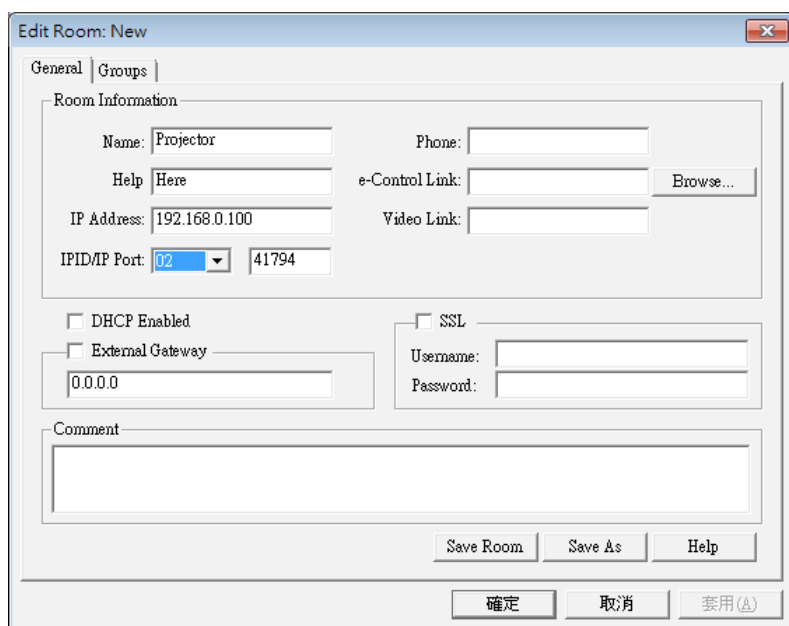 Edit Room: New
General Groups
Room Information
Name: Projector Phone:
Help Here e-Control Link: Browse...
IP Address: 192.168.0.100 Video Link:
IPID/IP Port: 02 41794
DHCP Enabled SSL
External Gateway Username:
0.0.0.0 Password:
Comment
Save Room Save As Help
確定 取消 套用(A)